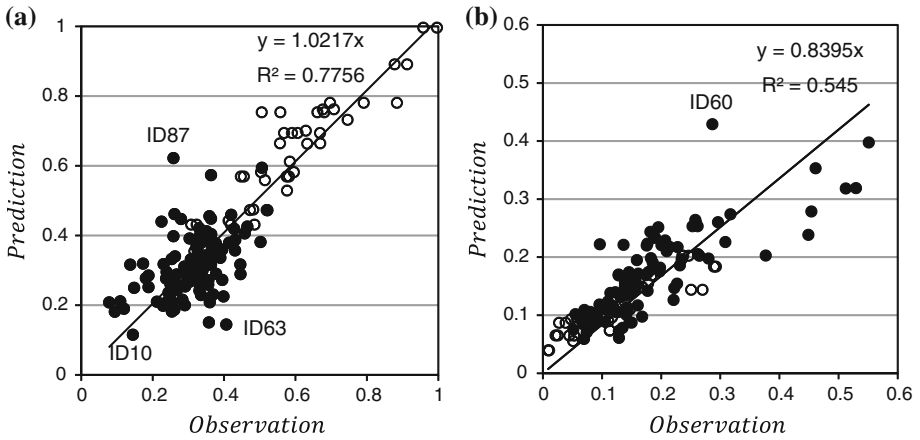 (a)
1
0.8
0.6
0.4
0.2
0
Prediction
y = 1.0217x
R² = 0.7756
ID87
ID63
ID10
0
0.2
0.4
0.6
0.8
1
Observation
(b)
0.6
0.5
0.4
0.3
0.2
0.1
0
Prediction
y = 0.8395x
R² = 0.545
ID60
0
0.1
0.2
0.3
0.4
0.5
0.6
Observation